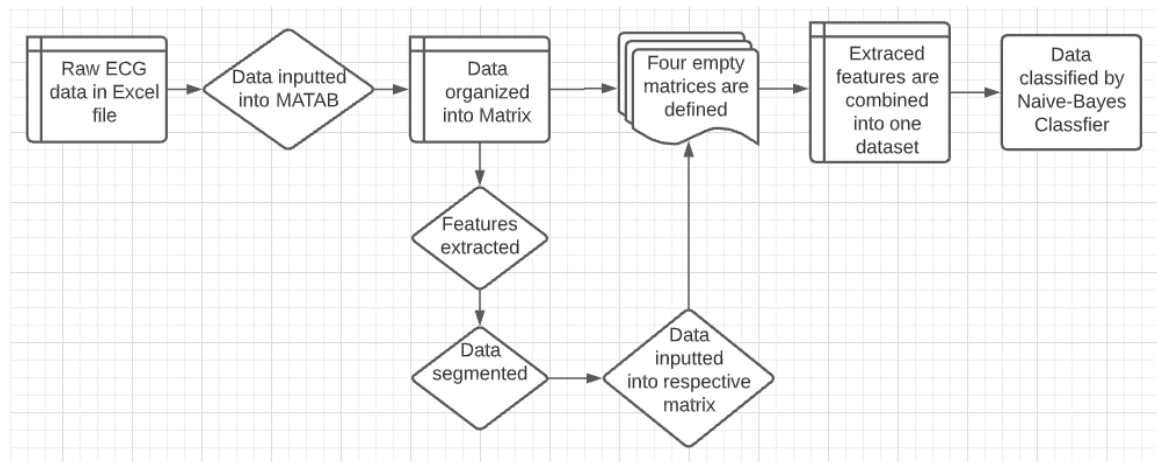 Raw ECG
data in Excel
file
Data inputted
into MATAB
Data
organized
into Matrix
Four empty
matrices are
defined
Extraced
features are
combined
into one
dataset
Data
classified by
Naive-Bayes
Classfier
Features
extracted
Data
segmented
Data
inputted
into respective
matrix